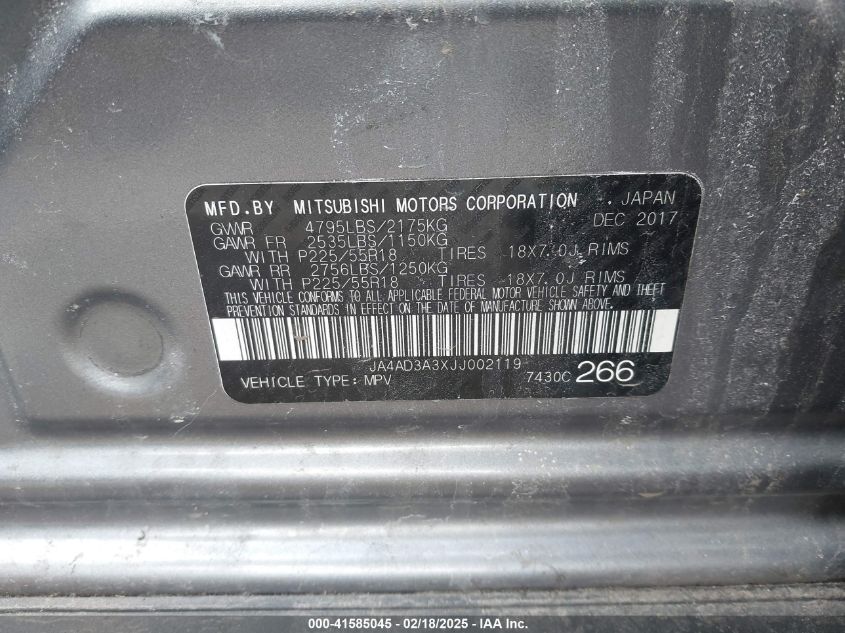 MFD. BY MITSUBISHI MOTORS CORPORATION .. JAPAN
GVWR 4795LBS/2175KG DEC 2017
GAWR FR 2535LBS/1150KG
WITH P225/55R18 TIRES 18X7.0J RIMS
GAWR RR 2756LBS/1250KG
WITH P225/55R18 TIRES 18X7.0J RIMS
THIS VEHICLE CONFORMS TO ALL APPLICABLE FEDERAL MOTOR VEHICLE SAFETY AND THEFT
PREVENTION STANDARDS IN EFFECT ON THE DATE OF MANUFACTURE SHOWN ABOVE.
JA4AD3A3XJJ002119
VEHICLE TYPE: MPV 7430C 266
000-41585045 - 02/18/2025 - © IAA, Inc.